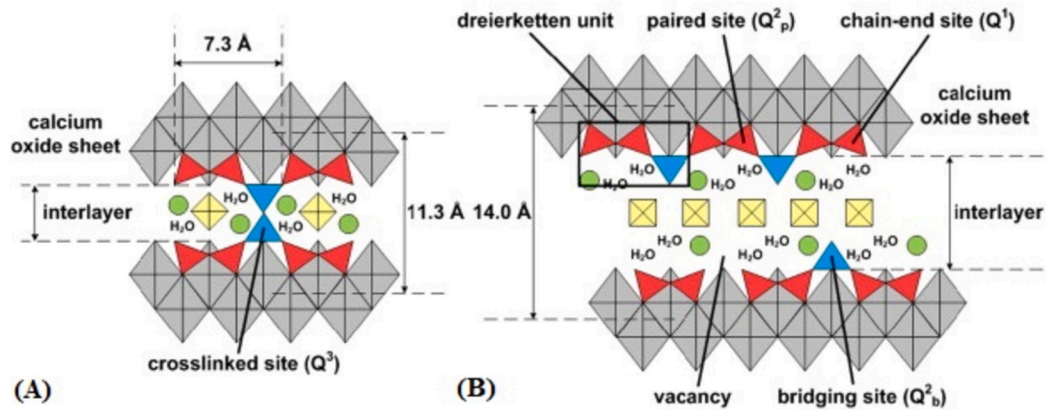 7.3 Å
calcium
oxide sheet
interlayer
H₂O
H₂O
H₂O
H₂O
11.3 Å
crosslinked site (Q³)
(A)
dreierketten unit
paired site (Q²ₚ)
chain-end site (Q¹)
calcium
oxide sheet
H₂O
H₂O
H₂O
H₂O
14.0 Å
interlayer
H₂O
H₂O
H₂O
H₂O
H₂O
H₂O
vacancy
bridging site (Q²b)
(B)